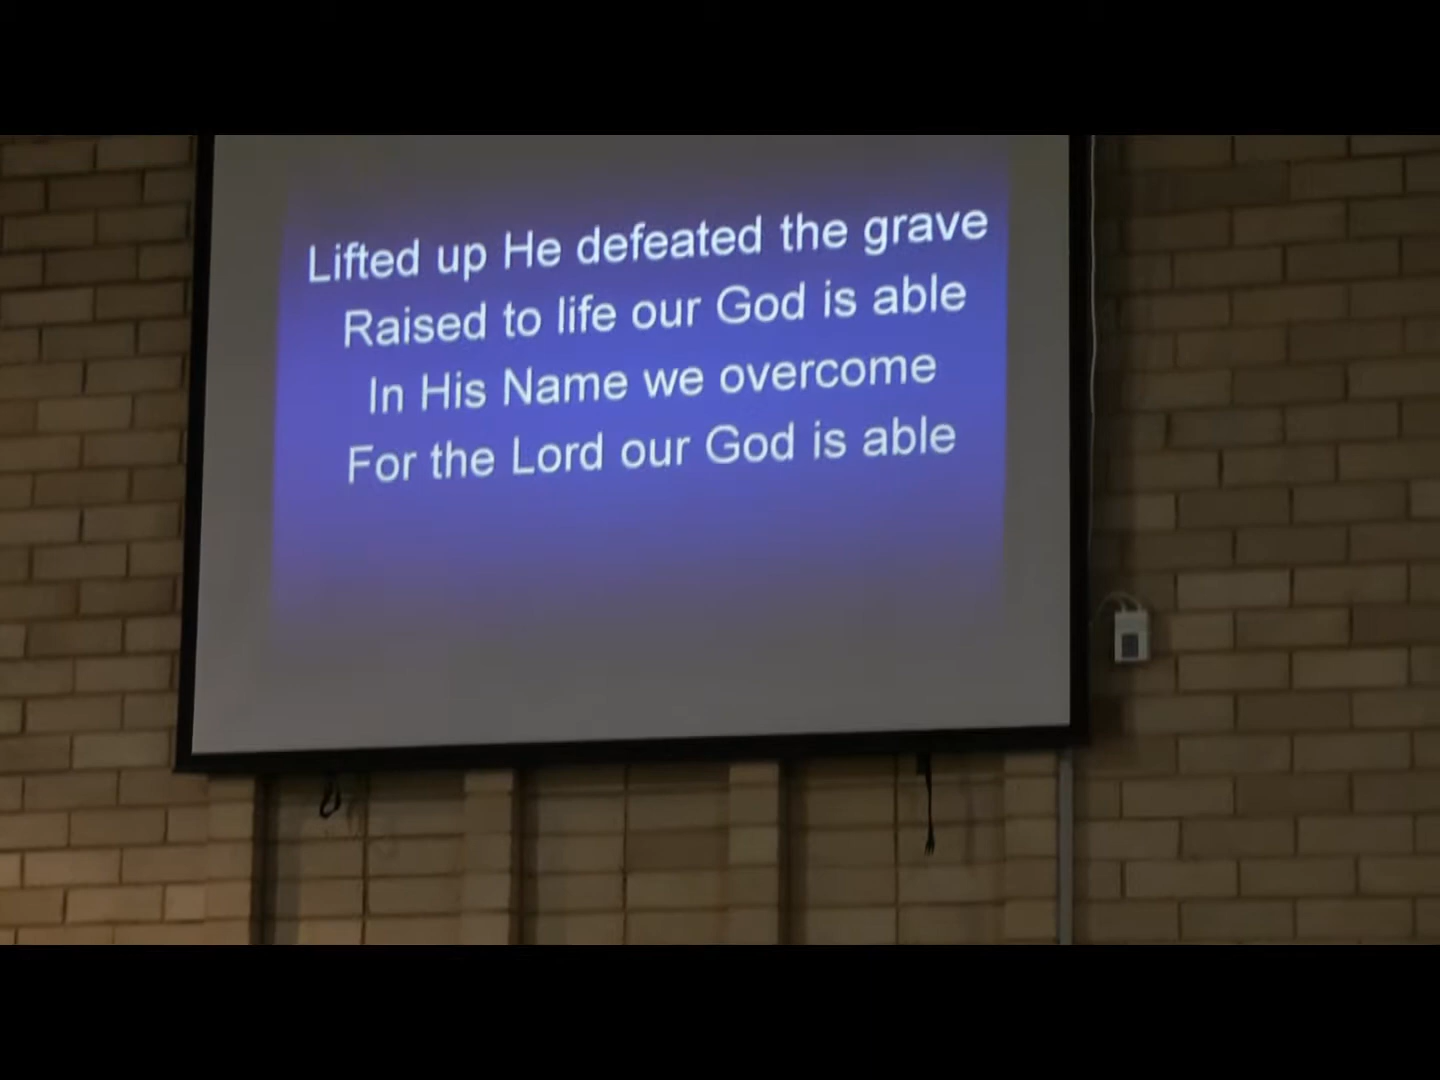 Lifted up He defeated the grave
Raised to life our God is able
In His Name we overcome
For the Lord our God is able